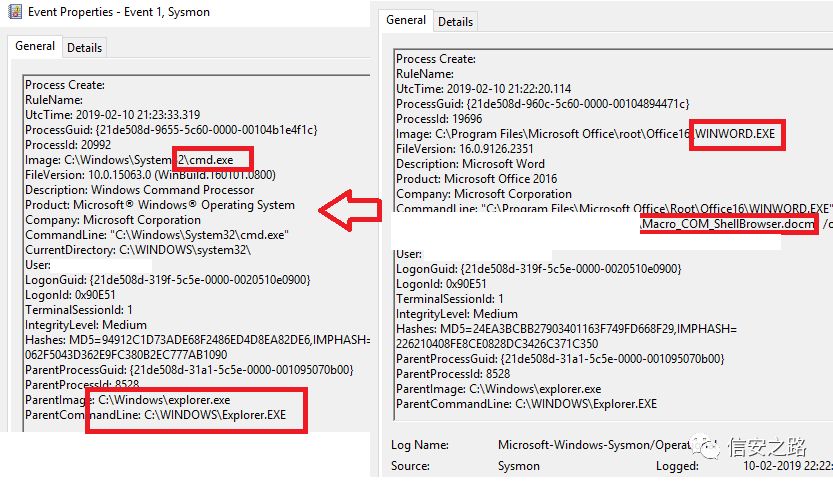 Event Properties - Event 1, Sysmon
General Details
Process Create:
RuleName:
UtcTime: 2019-02-10 21:23:33.319
ProcessGuid: {21de508d-9655-5c60-0000-00104b1e4f1c}
ProcessId: 20992
Image: C:\Windows\System32\cmd.exe
FileVersion: 10.0.15063.0 (WinBuild.160101.0800)
Description: Windows Command Processor
Product: Microsoft® Windows® Operating System
Company: Microsoft Corporation
CommandLine: "C:\Windows\System32\cmd.exe"
CurrentDirectory: C:\WINDOWS\system32\
User:
LogonGuid: {21de508d-319f-5c5e-0000-0020510e0900}
LogonId: 0x90E51
TerminalSessionId: 1
IntegrityLevel: Medium
Hashes: MD5=94912C1D73ADE68F2486ED4D8EA82DE6,IMPHASH=
062F5043D362E9FC380B2EC777AB1090
ParentProcessGuid: {21de508d-31a1-5c5e-0000-001095070b00}
ParentProcessId: 8528
ParentImage: C:\Windows\explorer.exe
ParentCommandLine: C:\WINDOWS\Explorer.EXE
General Details
Process Create:
RuleName:
UtcTime: 2019-02-10 21:22:20.114
ProcessGuid: {21de508d-960c-5c60-0000-00104894471c}
ProcessId: 19696
Image: C:\Program Files\Microsoft Office\root\Office16\WINWORD.EXE
FileVersion: 16.0.9126.2351
Description: Microsoft Word
Product: Microsoft Office 2016
Company: Microsoft Corporation
CommandLine: "C:\Program Files\Microsoft Office\Root\Office16\WINWORD.EXE"
\Macro_COM_ShellBrowser.docm /o
User:
LogonGuid: {21de508d-319f-5c5e-0000-0020510e0900}
LogonId: 0x90E51
TerminalSessionId: 1
IntegrityLevel: Medium
Hashes: MD5=24EA3BCBB27903401163F749FD668F29,IMPHASH=
226210408FE8CE0828DC3426C371C350
ParentProcessGuid: {21de508d-31a1-5c5e-0000-001095070b00}
ParentProcessId: 8528
ParentImage: C:\Windows\explorer.exe
ParentCommandLine: C:\WINDOWS\Explorer.EXE
Log Name: Microsoft-Windows-Sysmon/Operat
Source: Sysmon Logged: 10-02-2019 22:22:
信安之路